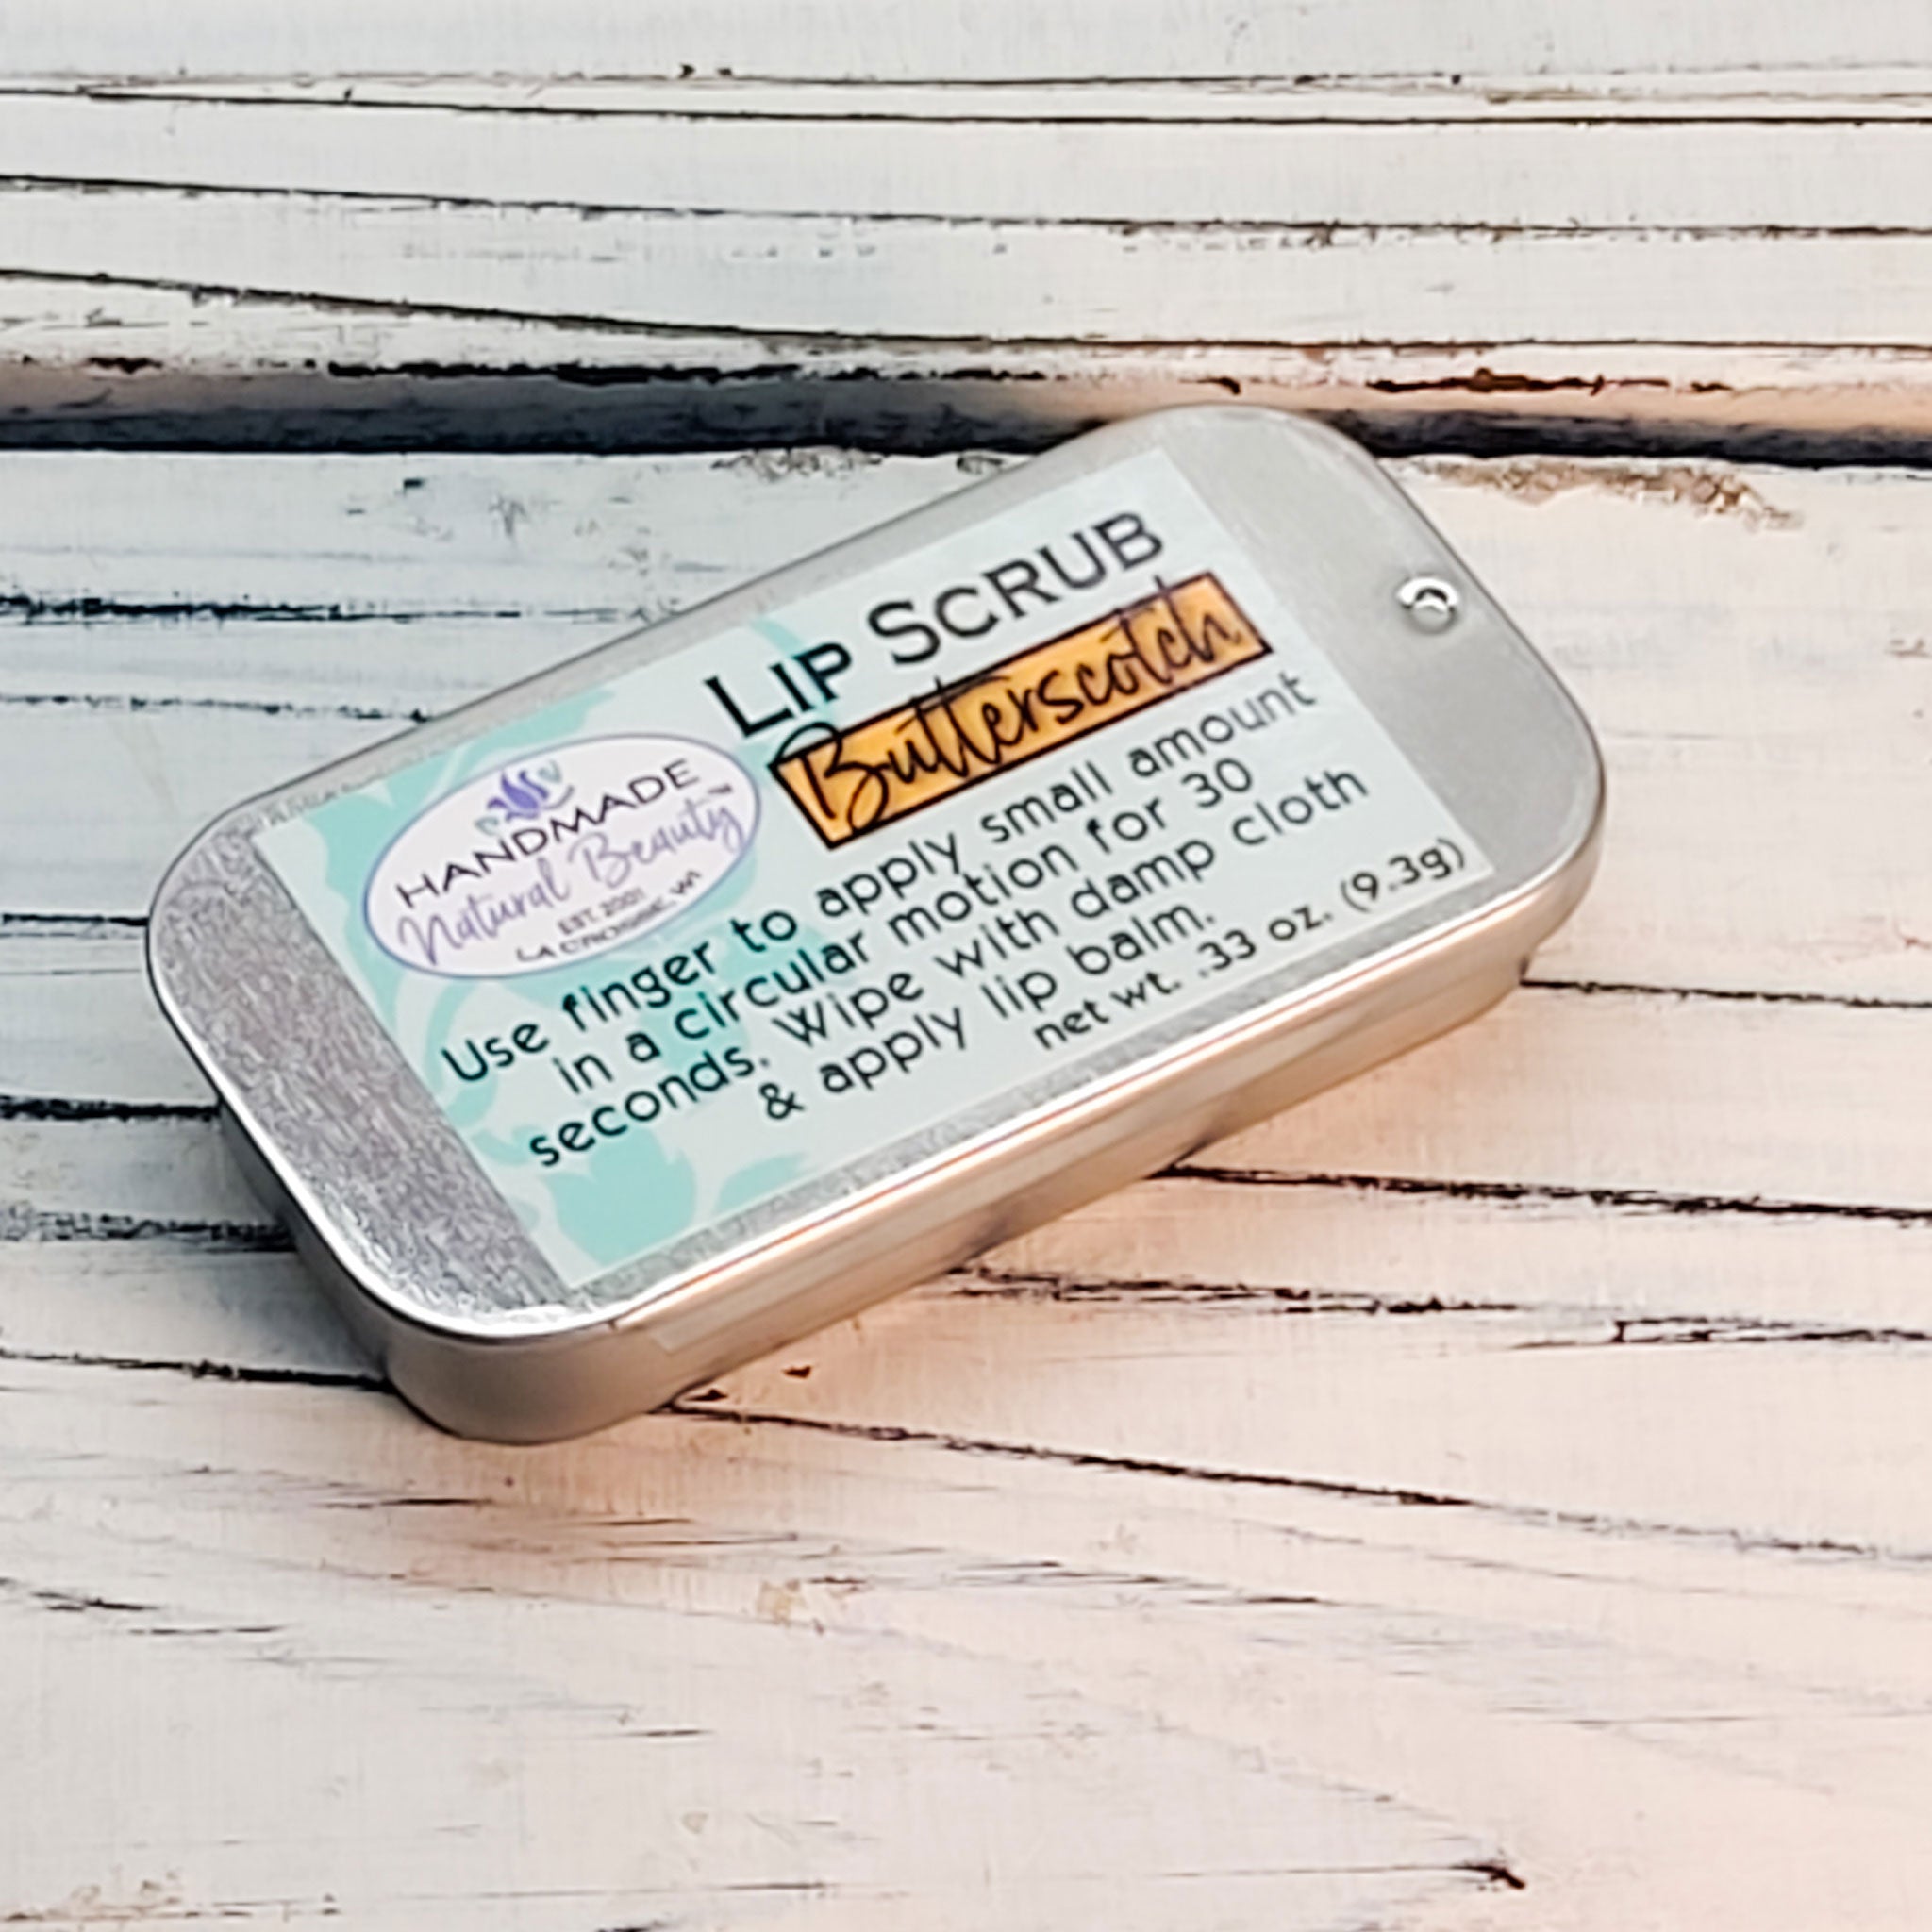 LIP SCRUB
Butterscotch
HANDMADE
Natural Beauty™
EST. 2001
LA CROSSE, WI
Use finger to apply small amount
in a circular motion for 30
seconds. Wipe with damp cloth
& apply lip balm.
net wt. .33 oz. (9.3g)